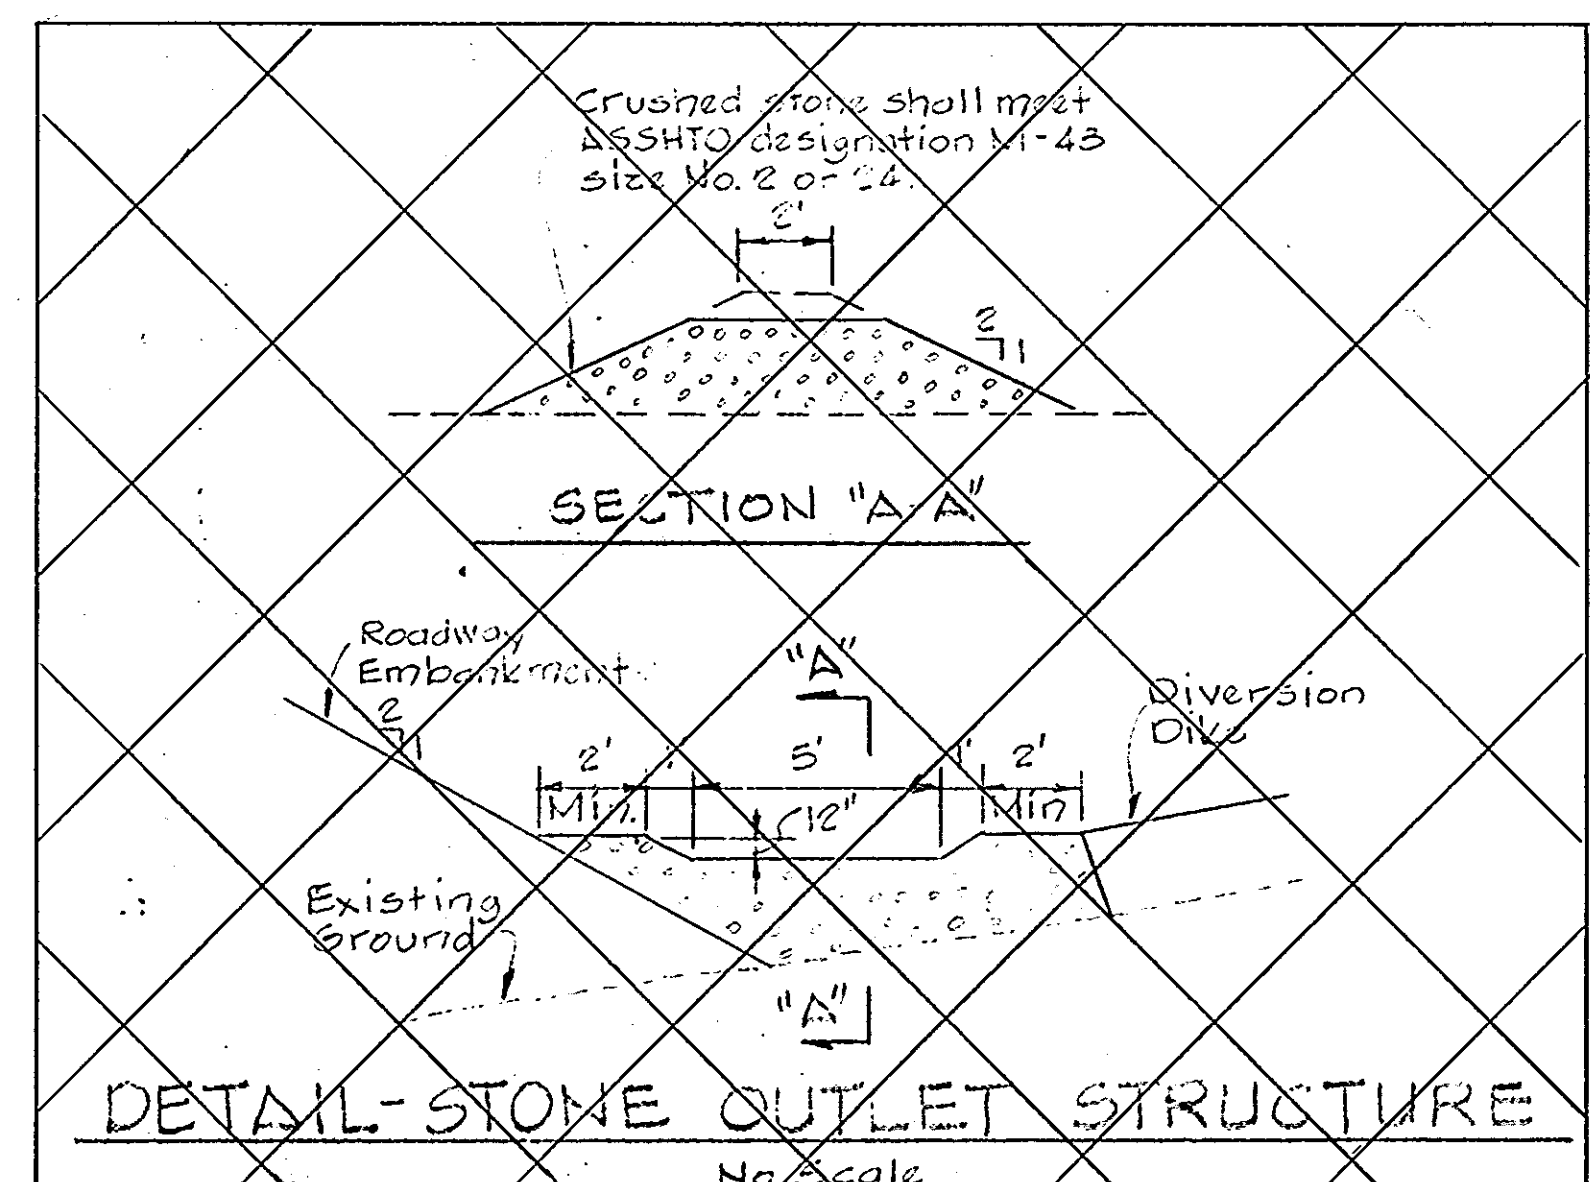 Crushed stone shall meet
ASSHTO designation M-43
size No. 2 or 24.
2'
2
1
SECTION "A-A"
Roadway
Embankment
2
1
"A"
Diversion
Dike
2'
1'
5'
1'
2'
Min.
12"
Min
Existing
Ground
"A"
DETAIL-STONE OUTLET STRUCTURE
No Scale